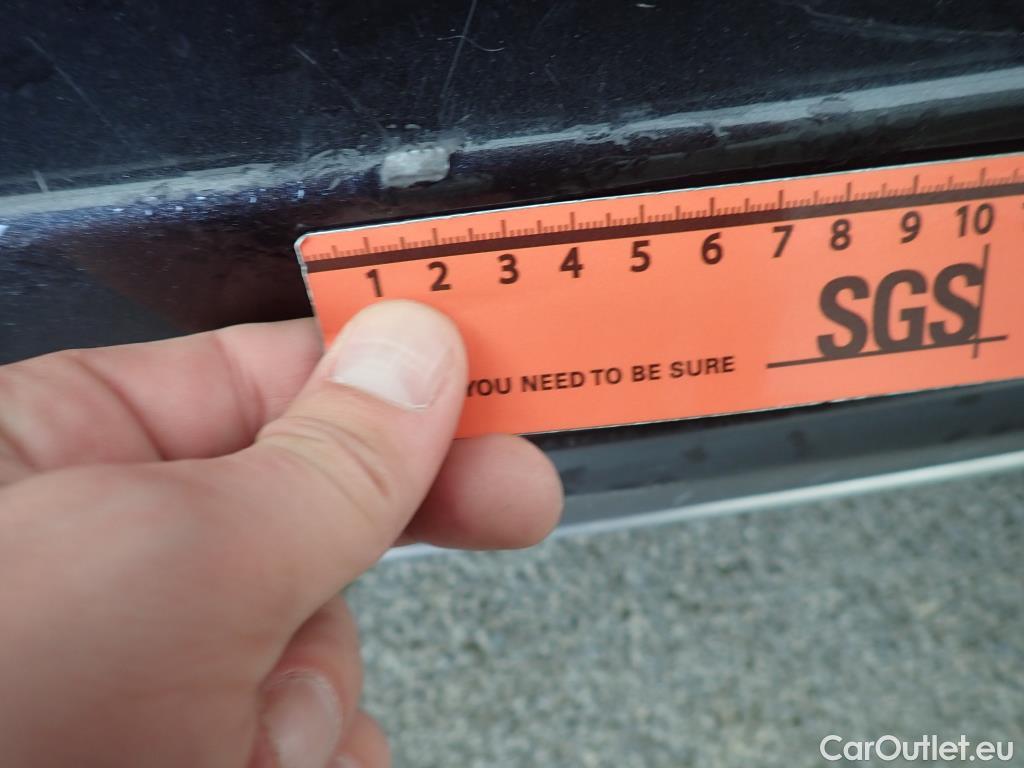 1 2 3 4 5 6 7 8 9 10
SGS
YOU NEED TO BE SURE
CarOutlet.eu